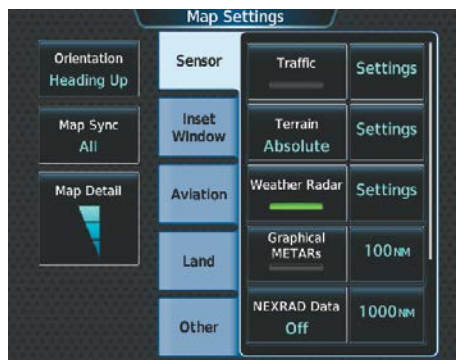 Map Settings
Orientation
Heading Up
Map Sync
All
Map Detail
Sensor
Inset
Window
Aviation
Land
Other
Traffic
Settings
Terrain
Absolute
Settings
Weather Radar
Settings
Graphical
METARs
100NM
NEXRAD Data
Off
1000NM